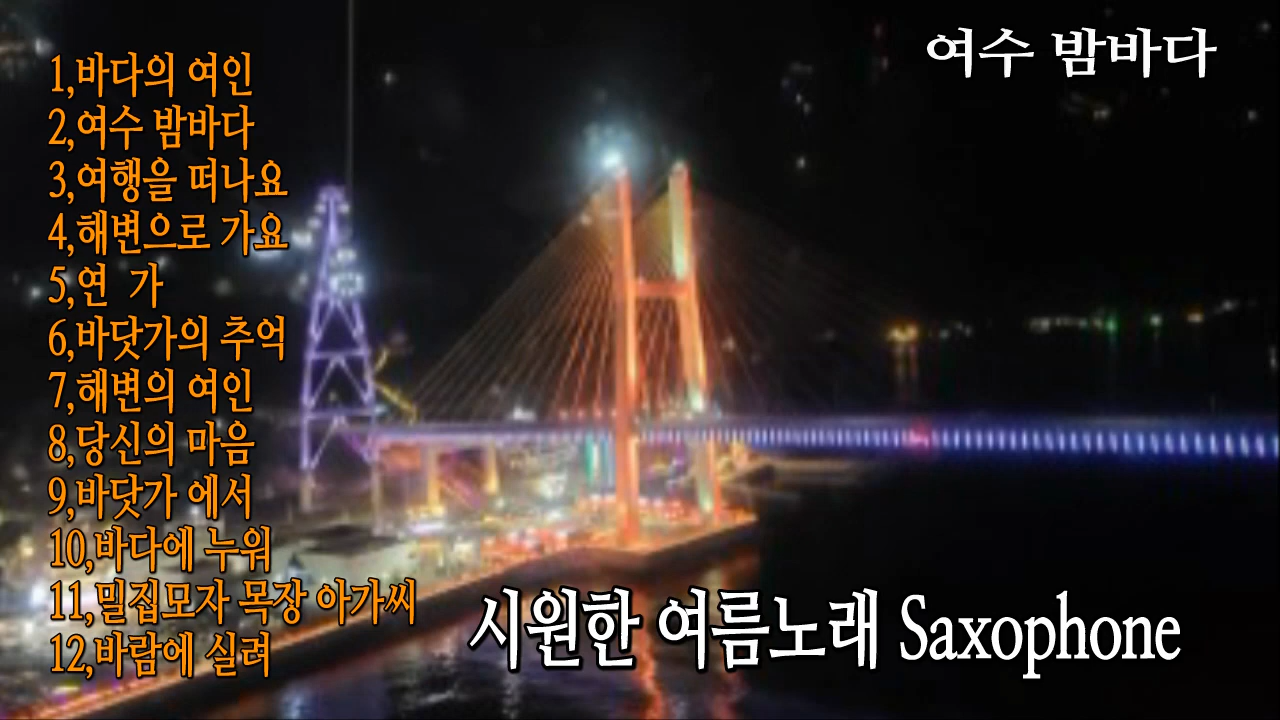 여수 밤바다
1,바다의 여인
2,여수 밤바다
3,여행을 떠나요
4,해변으로 가요
5,연 가
6,바닷가의 추억
7,해변의 여인
8,당신의 마음
9,바닷가 에서
10,바다에 누워
11,밀집모자 목장 아가씨
12,바람에 실려
시원한 여름노래 Saxophone